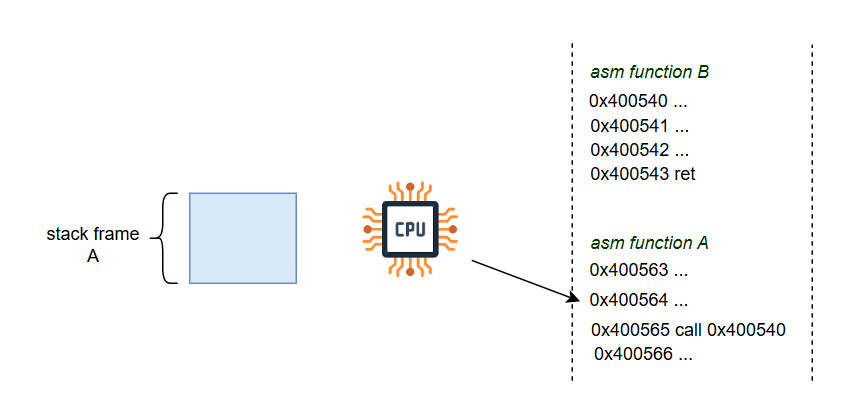 stack frame
A
CPU
asm function B
0x400540 ...
0x400541 ...
0x400542 ...
0x400543 ret
asm function A
0x400563 ...
0x400564 ...
0x400565 call 0x400540
0x400566 ...